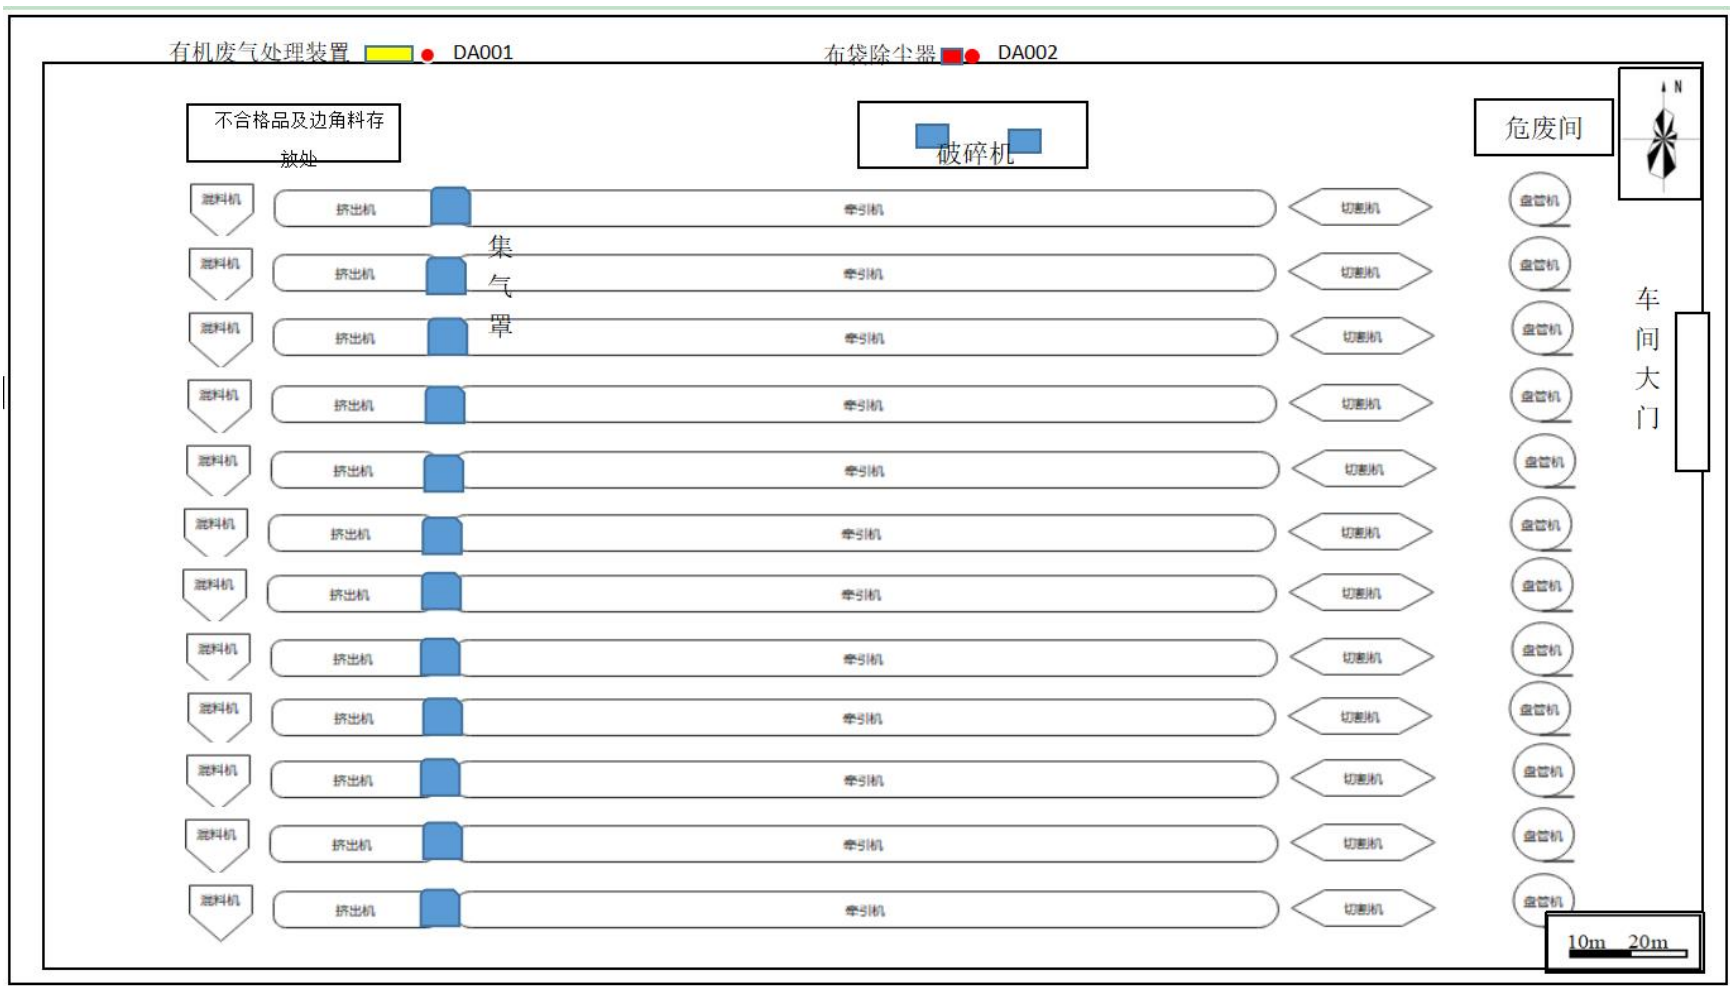 有机废气处理装置 DA001 布袋除尘器 DA002
N
不合格品及边角料存
放处
破碎机
危废间
混料机 挤出机 牵引机 切割机 盘管机
集
气
罩
混料机 挤出机 牵引机 切割机 盘管机
车
间
大
门
混料机 挤出机 牵引机 切割机 盘管机
混料机 挤出机 牵引机 切割机 盘管机
混料机 挤出机 牵引机 切割机 盘管机
混料机 挤出机 牵引机 切割机 盘管机
混料机 挤出机 牵引机 切割机 盘管机
混料机 挤出机 牵引机 切割机 盘管机
混料机 挤出机 牵引机 切割机 盘管机
混料机 挤出机 牵引机 切割机 盘管机
混料机 挤出机 牵引机 切割机 盘管机
混料机 挤出机 牵引机 切割机 盘管机
10m 20m